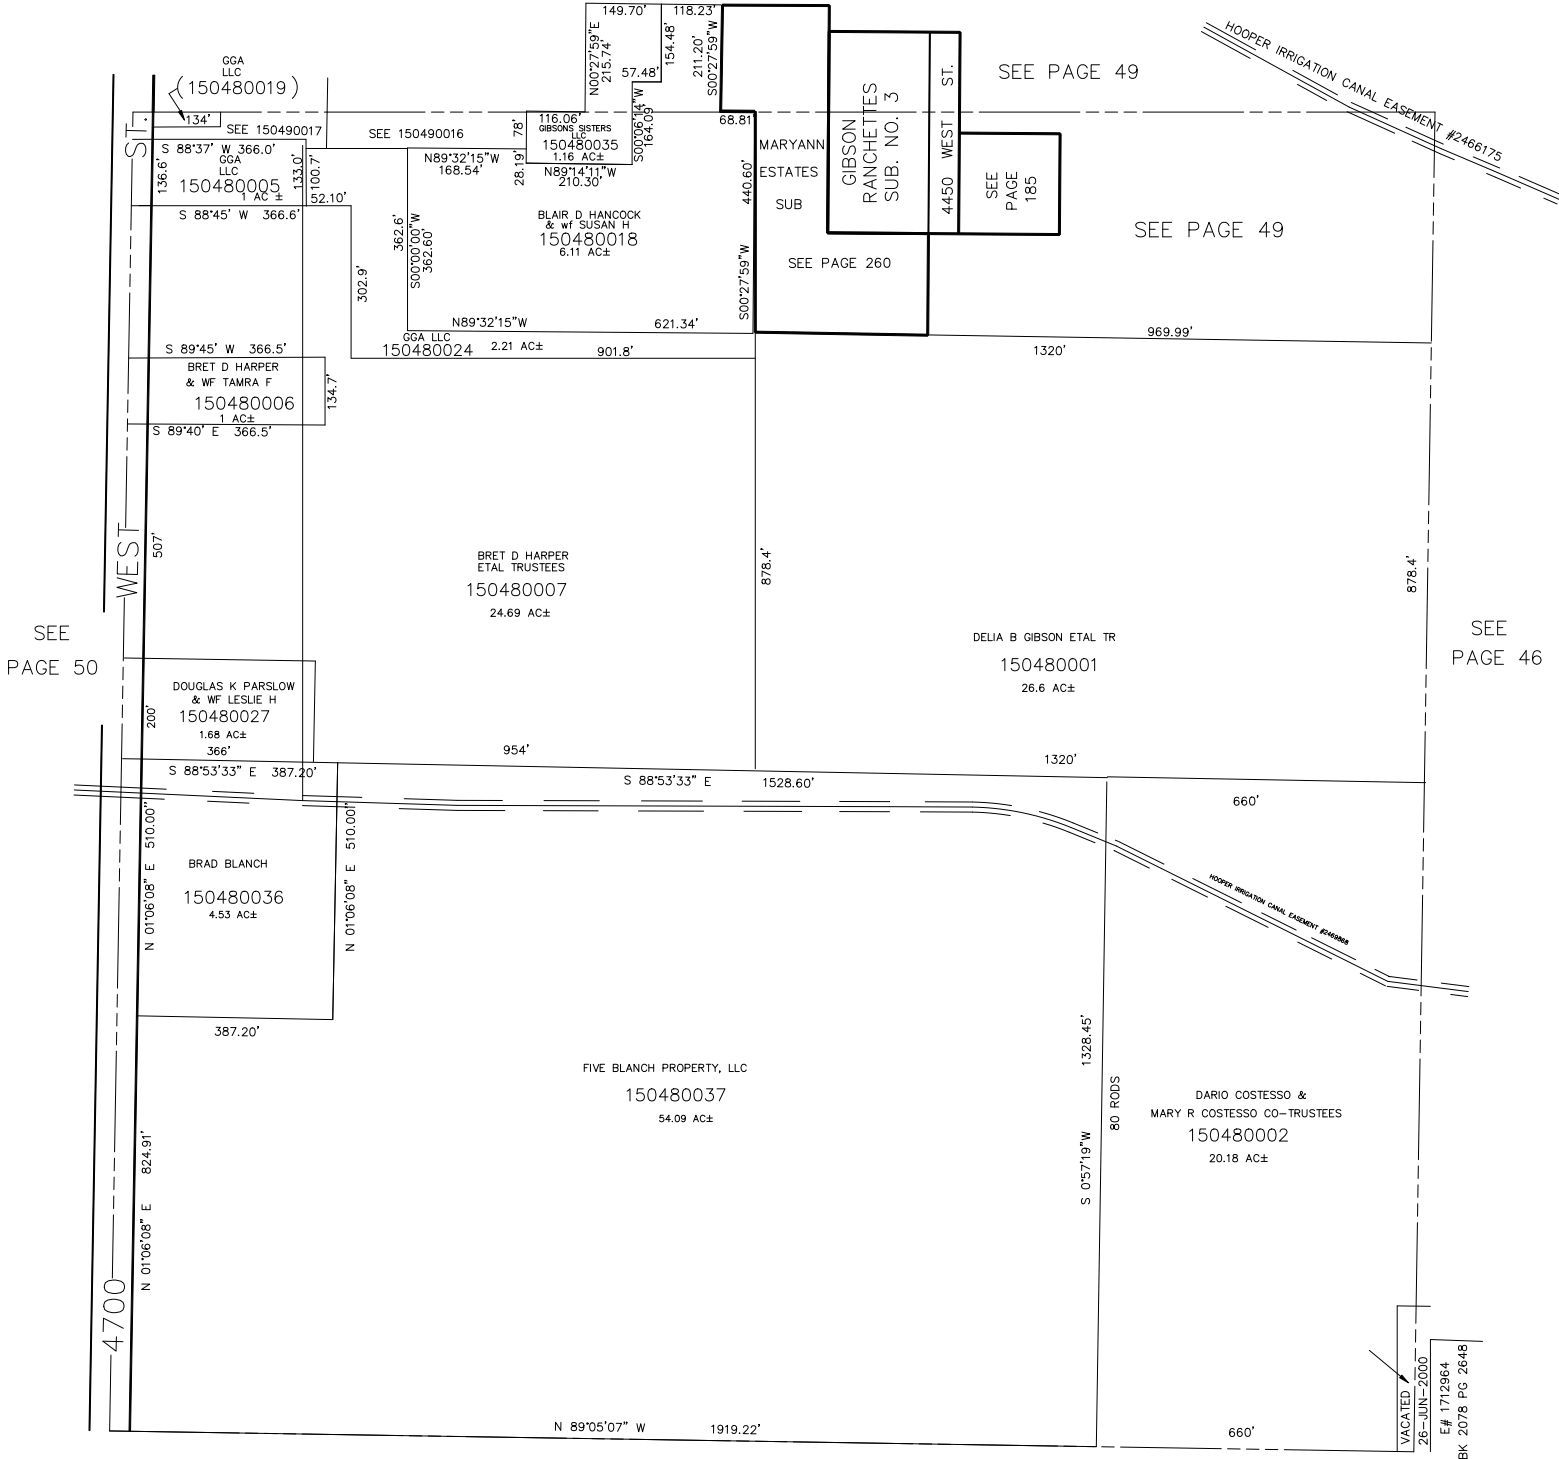 149.70'
118.23'
N00°27'59"E
215.74'
154.48'
211.20'
S00°27'59"W
57.48'
HOOPER IRRIGATION CANAL EASEMENT #2466175
SEE PAGE 49
GGA
LLC
(150480019)
134'
SEE 150490017
SEE 150490016
116.06'
78'
GIBSONS SISTERS
LLC
150480035
1.16 AC±
S00°06'14"W
164.09'
68.81'
MARYANN
ESTATES
SUB
GIBSON
RANCHETTES
SUB. NO. 3
4450 WEST ST.
SEE
PAGE
185
ST.
S 88°37' W 366.0'
GGA
LLC
150480005
1 AC ±
136.6'
133.0'
100.7'
52.10'
S 88°45' W 366.6'
N89°32'15"W
168.54'
28.19'
N89°14'11"W
210.30'
BLAIR D HANCOCK
& wf SUSAN H
150480018
6.11 AC±
440.60'
S00°27'59"W
SEE PAGE 49
SEE PAGE 260
362.6'
S00°00'00"W
362.60'
302.9'
N89°32'15"W
621.34'
GGA LLC
150480024
2.21 AC±
901.8'
969.99'
1320'
S 89°45' W 366.5'
BRET D HARPER
& WF TAMRA F
150480006
1 AC±
134.7'
S 89°40' E 366.5'
507'
WEST
BRET D HARPER
ETAL TRUSTEES
150480007
24.69 AC±
878.4'
878.4'
SEE
PAGE 50
DELIA B GIBSON ETAL TR
150480001
26.6 AC±
SEE
PAGE 46
DOUGLAS K PARSLOW
& WF LESLIE H
150480027
1.68 AC±
366'
200'
954'
1320'
S 88°53'33" E 387.20'
S 88°53'33" E 1528.60'
660'
N 01°06'08" E 510.00'
N 01°06'08" E 510.00'
BRAD BLANCH
150480036
4.53 AC±
HOOPER IRRIGATION CANAL EASEMENT #2469868
387.20'
FIVE BLANCH PROPERTY, LLC
150480037
54.09 AC±
S 0°57'19"W 1328.45'
80 RODS
DARIO COSTESSO &
MARY R COSTESSO CO-TRUSTEES
150480002
20.18 AC±
N 01°06'08" E 824.91'
4700
N 89°05'07" W 1919.22'
660'
VACATED
26-JUN-2000
E# 1712964
BK 2078 PG 2648